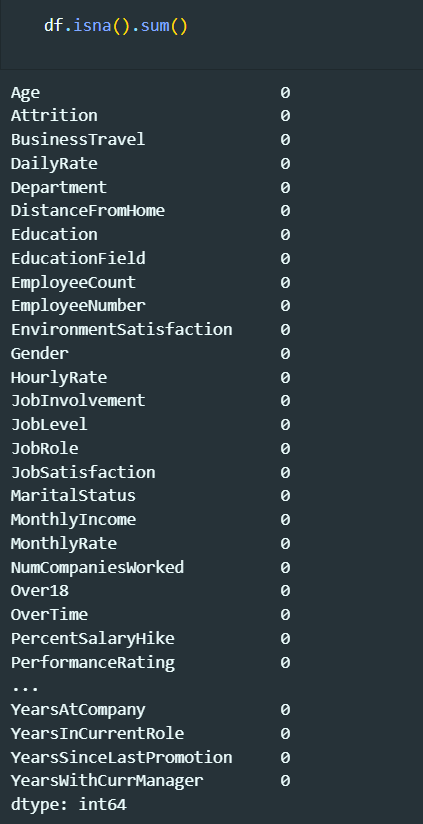 df.isna().sum()
Age 0
Attrition 0
BusinessTravel 0
DailyRate 0
Department 0
DistanceFromHome 0
Education 0
EducationField 0
EmployeeCount 0
EmployeeNumber 0
EnvironmentSatisfaction 0
Gender 0
HourlyRate 0
JobInvolvement 0
JobLevel 0
JobRole 0
JobSatisfaction 0
MaritalStatus 0
MonthlyIncome 0
MonthlyRate 0
NumCompaniesWorked 0
Over18 0
OverTime 0
PercentSalaryHike 0
PerformanceRating 0
...
YearsAtCompany 0
YearsInCurrentRole 0
YearsSinceLastPromotion 0
YearsWithCurrManager 0
dtype: int64